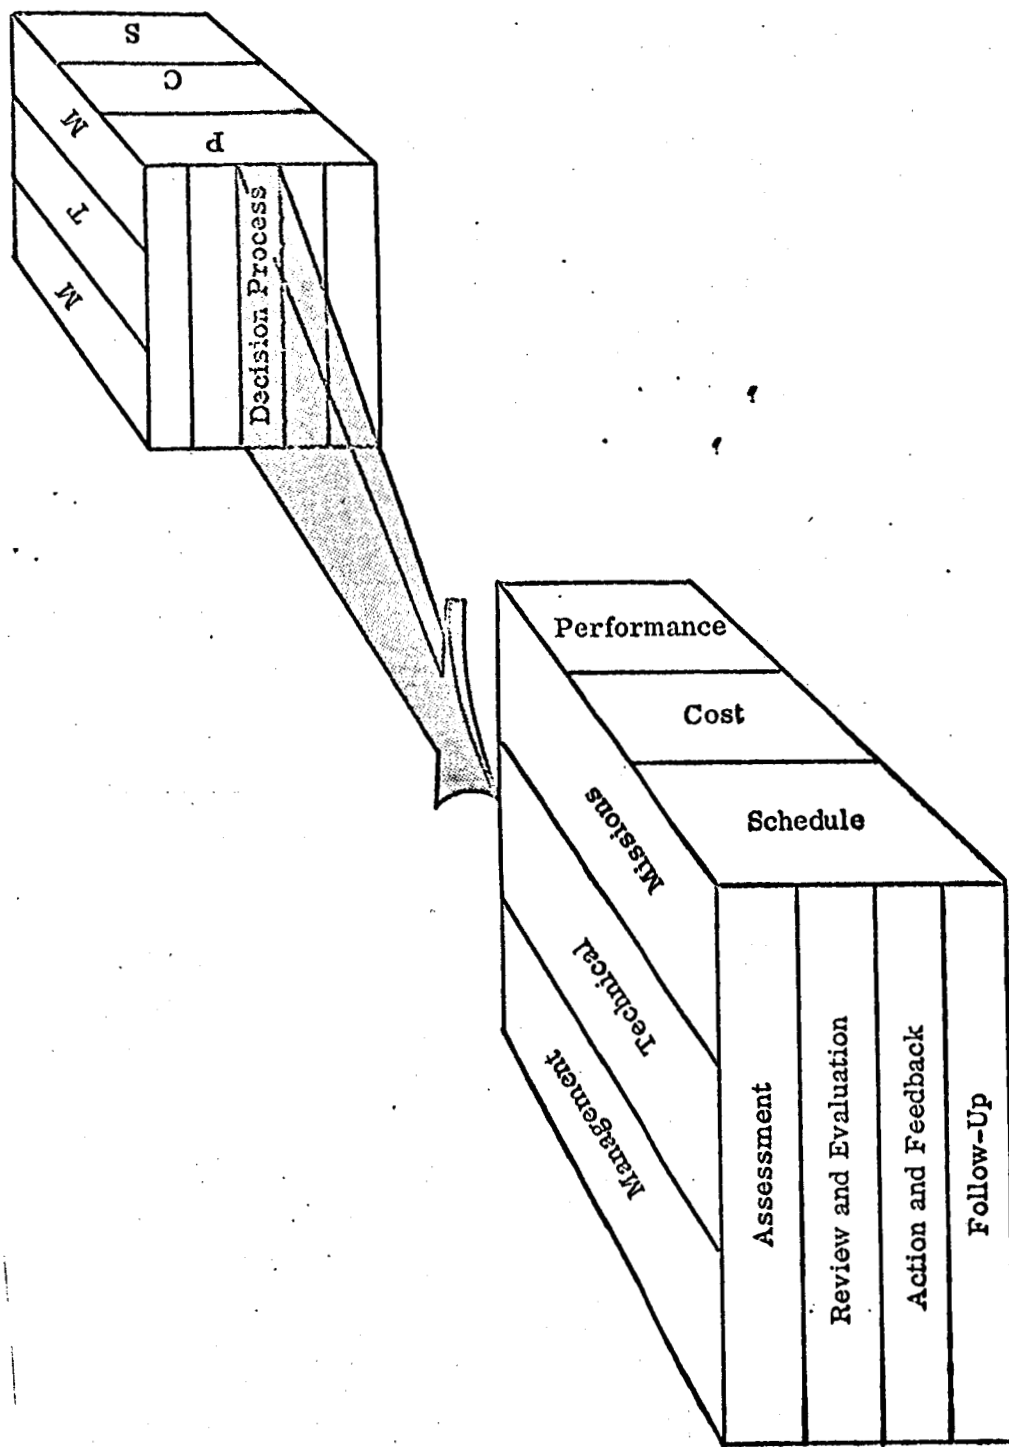 S
C
P
M
T
M
Decision Process
Performance
Cost
Schedule
Missions
Technical
Management
Assessment
Review and Evaluation
Action and Feedback
Follow-Up